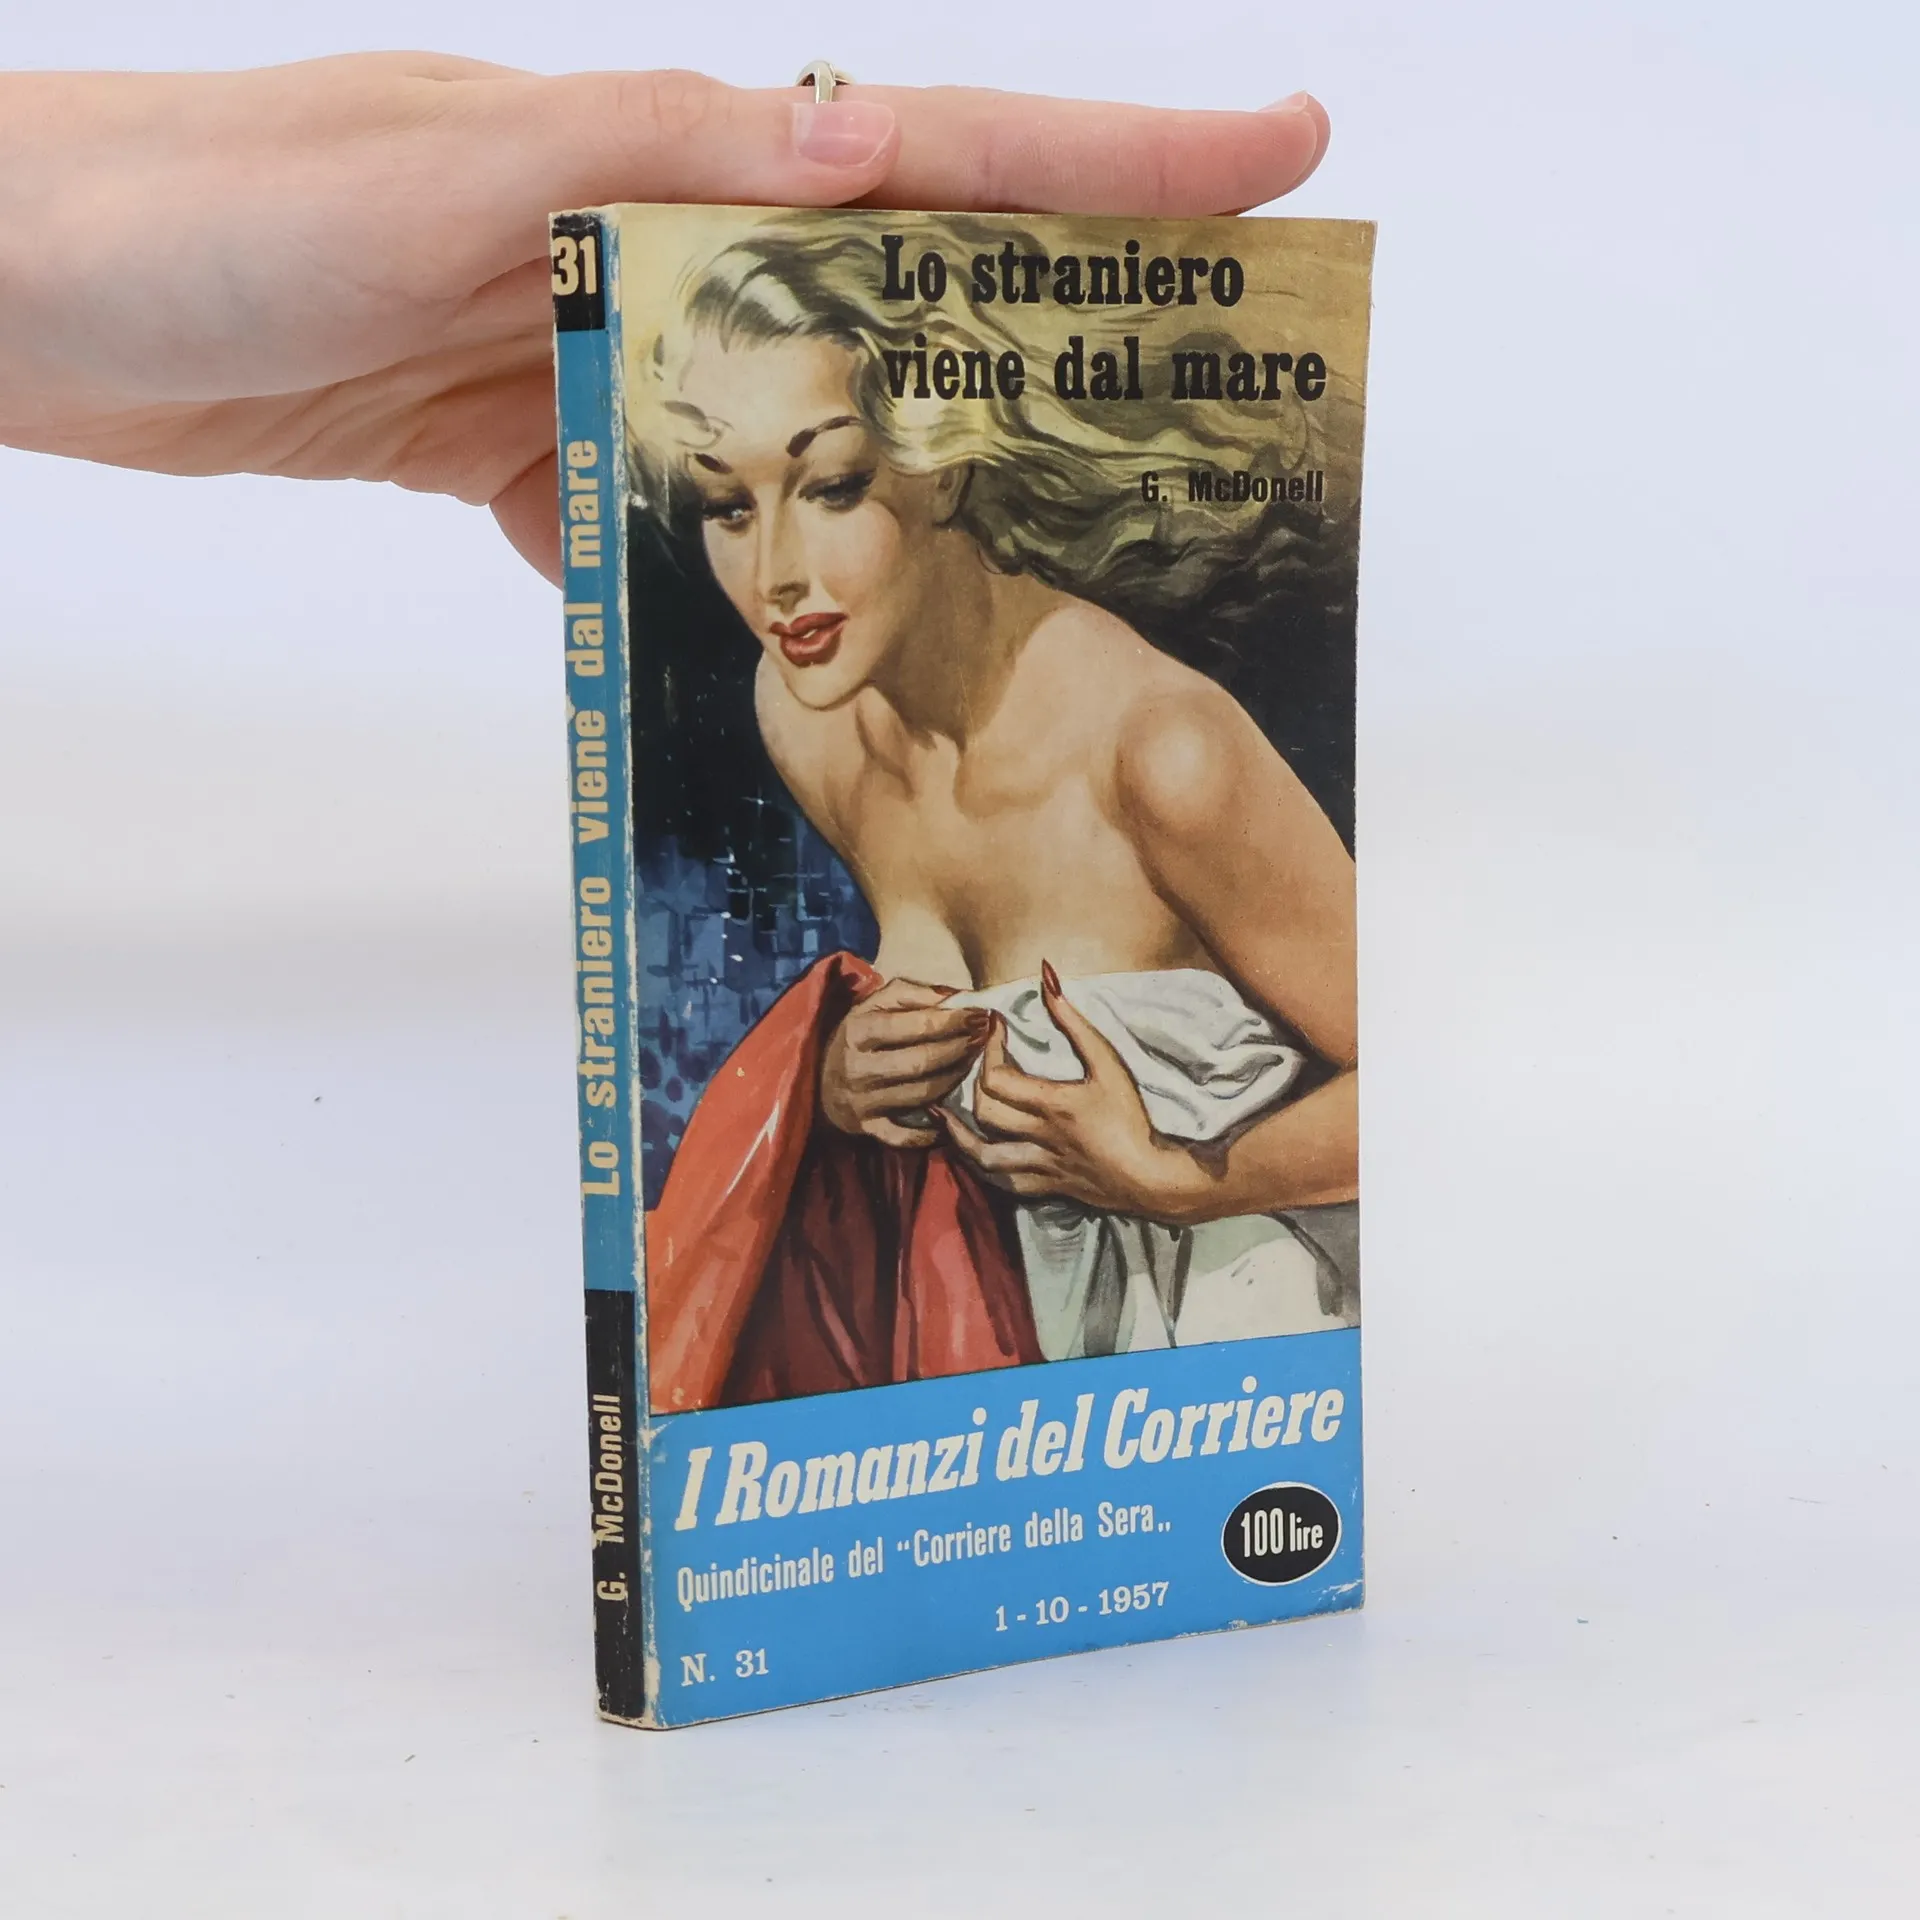 31
Lo straniero viene dal mare
G. McDonell
Lo straniero
viene dal mare
G. McDonell
I Romanzi del Corriere
Quindicinale del “Corriere della Sera„
100 lire
1-10-1957
N. 31